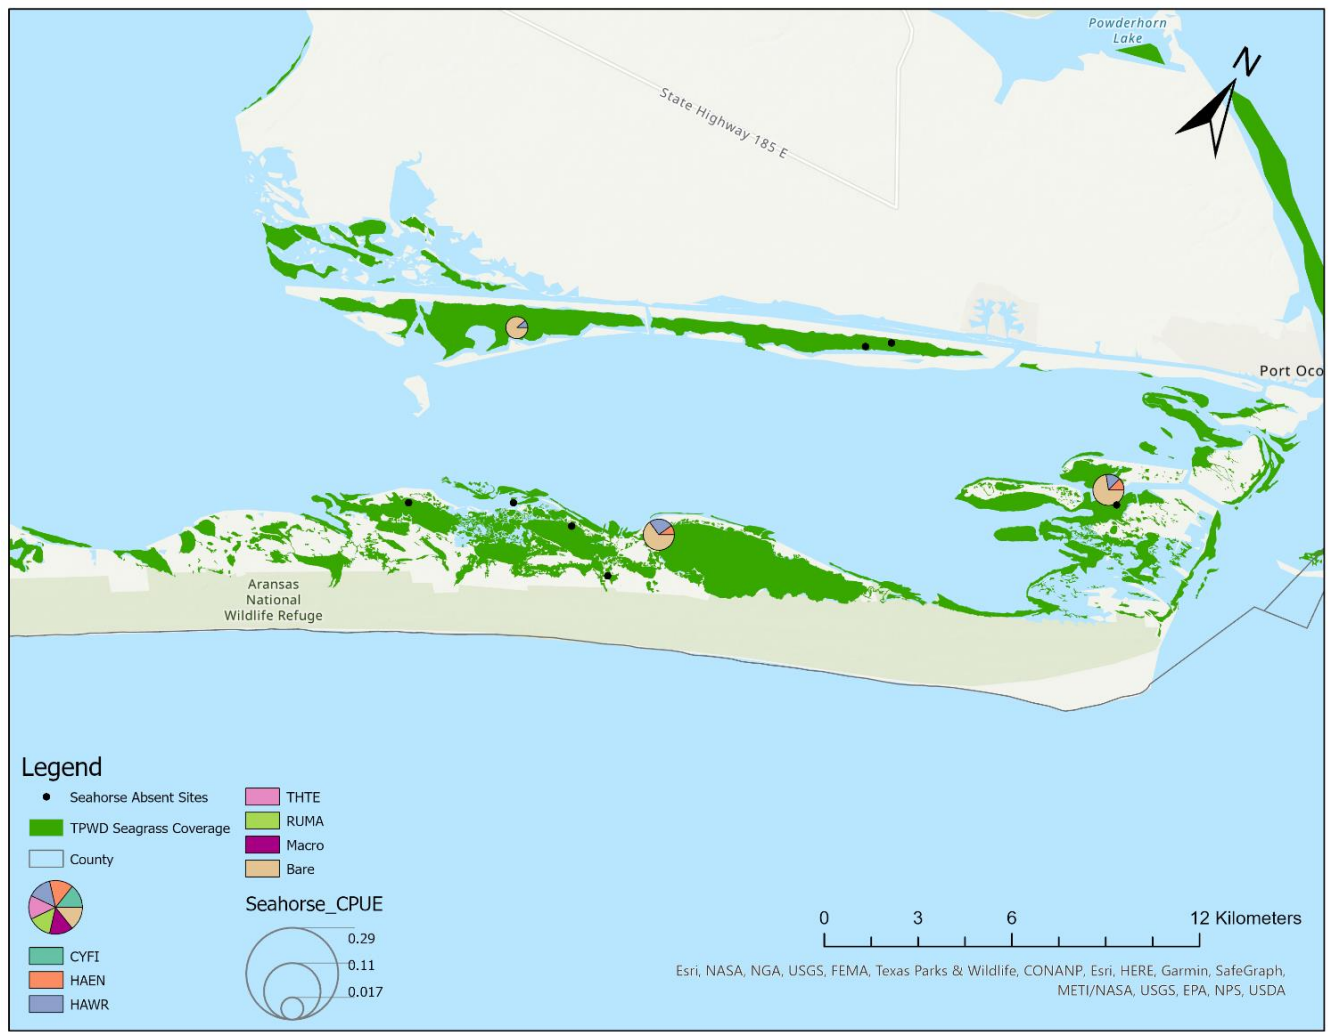 Powderhorn
Lake
N
State Highway 185 E
Port Oco
Aransas
National
Wildlife Refuge
Legend
Seahorse Absent Sites
TPWD Seagrass Coverage
County
CYFI
HAEN
HAWR
THTE
RUMA
Macro
Bare
Seahorse_CPUE
0.29
0.11
0.017
0 3 6 12 Kilometers
Esri, NASA, NGA, USGS, FEMA, Texas Parks & Wildlife, CONANP, Esri, HERE, Garmin, SafeGraph,
METI/NASA, USGS, EPA, NPS, USDA